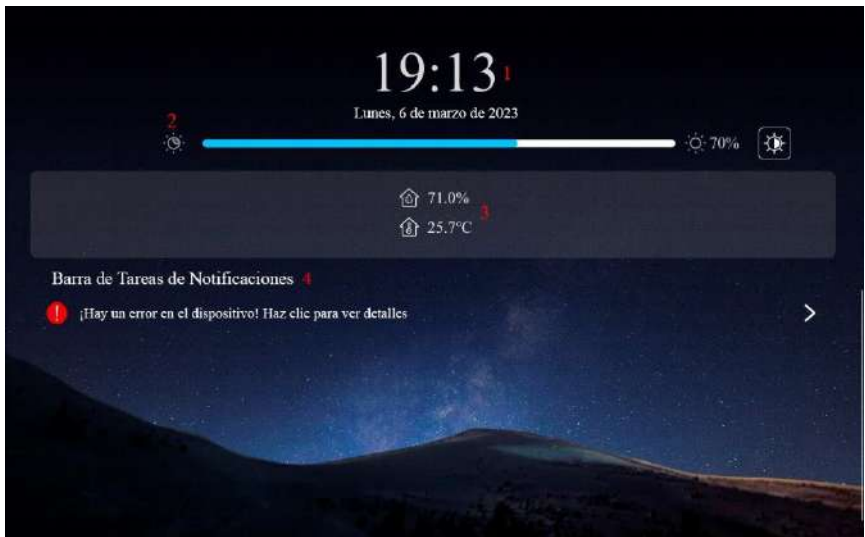 19:13 1
Lunes, 6 de marzo de 2023
2
70%
71.0%
3
25.7°C
Barra de Tareas de Notificaciones 4
¡Hay un error en el dispositivo! Haz clic para ver detalles